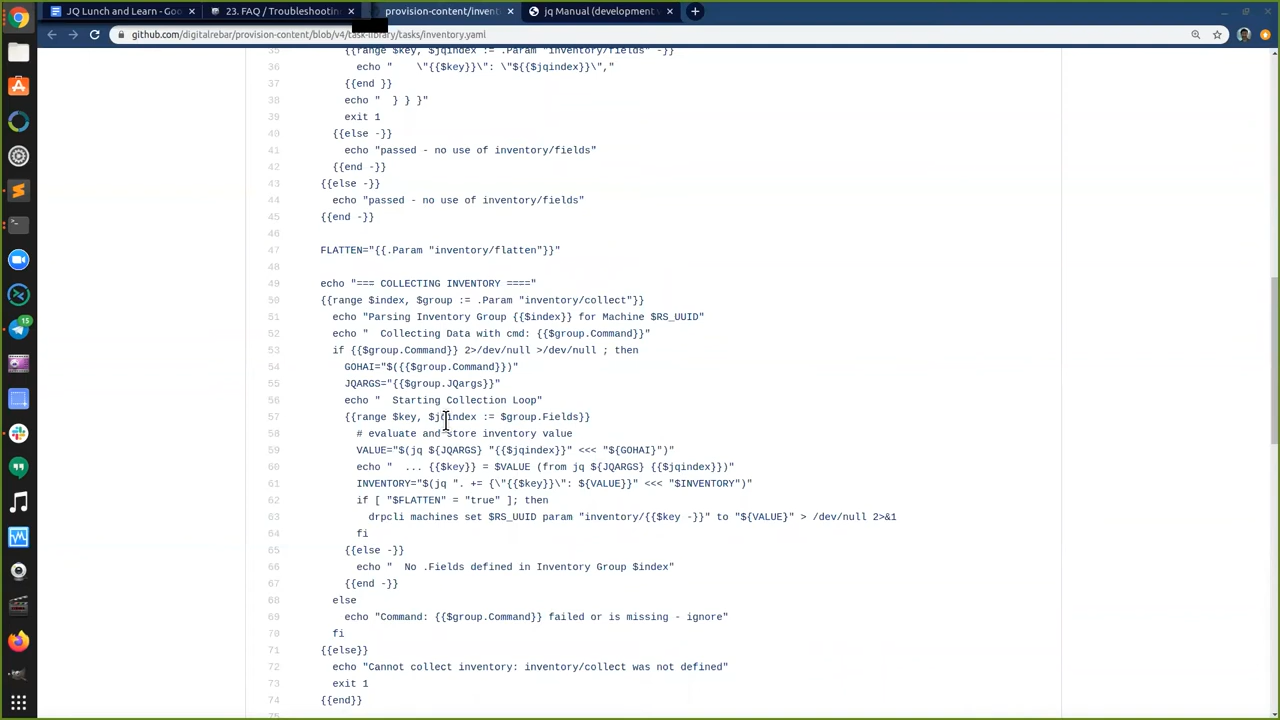 JQ Lunch and Learn - Goo
23. FAQ / Troubleshootin
provision-content/invent
jq Manual (development
github.com/digitalrebar/provision-content/blob/v4/task-library/tasks/inventory.yaml
35 {{range $key, $jqindex := .Param "inventory/fields" -}}
36 echo "    \"{{$key}}\": \"${{$jqindex}}\","
37 {{end }}
38 echo "  } } }"
39 exit 1
40 {{else -}}
41 echo "passed - no use of inventory/fields"
42 {{end -}}
43 {{else -}}
44 echo "passed - no use of inventory/fields"
45 {{end -}}
46
47 FLATTEN="{{.Param "inventory/flatten"}}"
48
49 echo "=== COLLECTING INVENTORY ===="
50 {{range $index, $group := .Param "inventory/collect"}}
51 echo "Parsing Inventory Group {{$index}} for Machine $RS_UUID"
52 echo "  Collecting Data with cmd: {{$group.Command}}"
53 if {{$group.Command}} 2>/dev/null >/dev/null ; then
54 GOHAI="$({{$group.Command}})"
55 JQARGS="{{$group.JQargs}}"
56 echo "  Starting Collection Loop"
57 {{range $key, $jqindex := $group.Fields}}
58 # evaluate and store inventory value
59 VALUE="$(jq ${JQARGS} "{{$jqindex}}" <<< "${GOHAI}")"
60 echo "  ... {{$key}} = $VALUE (from jq ${JQARGS} {{$jqindex}})"
61 INVENTORY="$(jq ". += {\"{{$key}}\": ${VALUE}}" <<< "$INVENTORY")"
62 if [ "$FLATTEN" = "true" ]; then
63 drpcli machines set $RS_UUID param "inventory/{{$key -}}" to "${VALUE}" > /dev/null 2>&1
64 fi
65 {{else -}}
66 echo "  No .Fields defined in Inventory Group $index"
67 {{end -}}
68 else
69 echo "Command: {{$group.Command}} failed or is missing - ignore"
70 fi
71 {{else}}
72 echo "Cannot collect inventory: inventory/collect was not defined"
73 exit 1
74 {{end}}
75
15